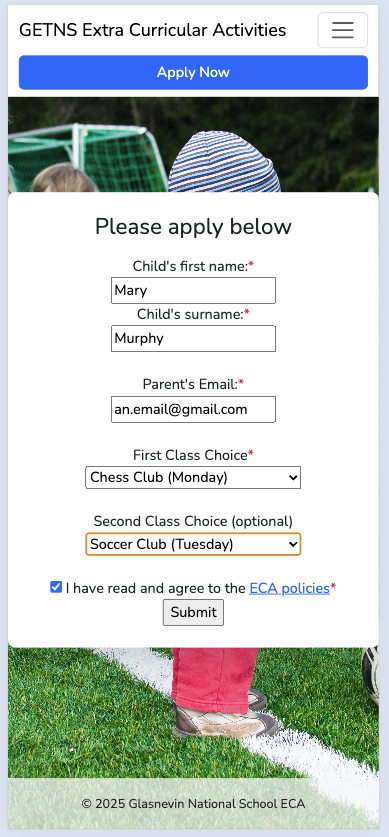 GETNS Extra Curricular Activities
Apply Now
Please apply below
Child's first name:*
Mary
Child's surname:*
Murphy
Parent's Email:*
an.email@gmail.com
First Class Choice*
Chess Club (Monday)
Second Class Choice (optional)
Soccer Club (Tuesday)
I have read and agree to the ECA policies*
Submit
© 2025 Glasnevin National School ECA